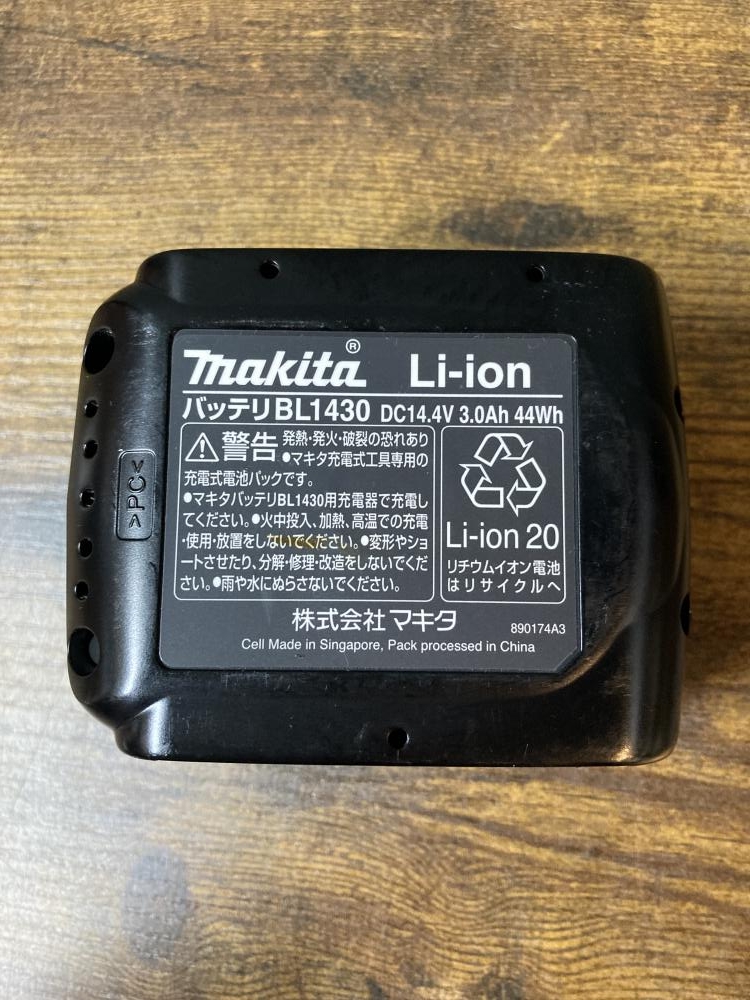 makita® Li-ion
バッテリBL1430 DC14.4V 3.0Ah 44Wh
警告 発熱・発火・破裂の恐れあり
●マキタ充電式工具専用の
充電式電池パックです。
●マキタバッテリBL1430用充電器で充電し
てください。●火中投入、加熱、高温での充電
・使用・放置をしないでください。●変形やショ
ートさせたり、分解・修理・改造をしないでくだ
さい。●雨や水にぬらさないでください。
Li-ion 20
リチウムイオン電池
はリサイクルへ
株式会社マキタ
890174A3
Cell Made in Singapore, Pack processed in China
>PC<